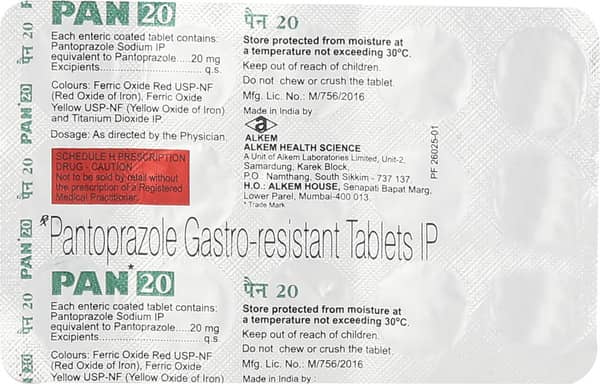 PAN 20
Each enteric coated tablet contains:
Pantoprazole Sodium IP
equivalent to Pantoprazole.....20 mg
Excipients..............................q.s.
Colours: Ferric Oxide Red USP-NF
(Red Oxide of Iron), Ferric Oxide
Yellow USP-NF (Yellow Oxide of Iron)
and Titanium Dioxide IP.
Dosage: As directed by the Physician.
SCHEDULE H PRESCRIPTION
DRUG - CAUTION
Not to be sold by retail without
the prescription of a Registered
Medical Practitioner.
पैन 20
Store protected from moisture at
a temperature not exceeding 30°C.
Keep out of reach of children.
Do not chew or crush the tablet.
Mfg. Lic. No.: M/756/2016
Made in India by:
a
ALKEM
ALKEM HEALTH SCIENCE
A Unit of Alkem Laboratories Limited, Unit-2,
Samardung, Karek Block,
P.O. Namthang, South Sikkim - 737 137.
H.O.: ALKEM HOUSE, Senapati Bapat Marg,
Lower Parel, Mumbai-400 013.
* Trade Mark
PF 26025-01
पैन 20 PAN 20 पैन 20 PAN 20 पैन 20
Rx Pantoprazole Gastro-resistant Tablets IP
PAN* 20
Each enteric coated tablet contains:
Pantoprazole Sodium IP
equivalent to Pantoprazole.....20 mg
Excipients..............................q.s.
Colours: Ferric Oxide Red USP-NF
(Red Oxide of Iron), Ferric Oxide
Yellow USP-NF (Yellow Oxide of Iron)
पैन 20
Store protected from moisture at
a temperature not exceeding 30°C.
Keep out of reach of children.
Do not chew or crush the tablet.
Mfg. Lic. No.: M/756/2016
Made in India by: